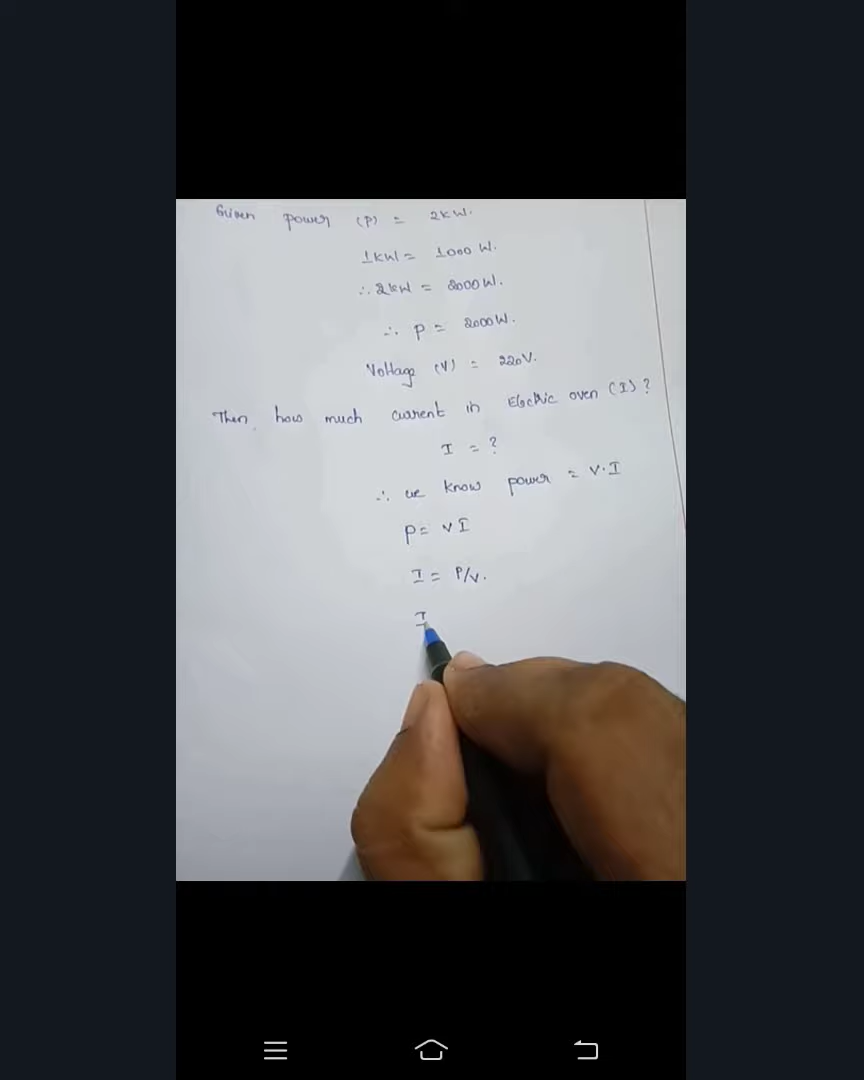 Given power (P) = 2kW.
1kW = 1000 W.
∴ 2kW = 2000 W.
∴ P = 2000 W.
Voltage (V) = 220V.
Then, how much current in Electric oven (I)?
I = ?
∴ we know power = V.I
P = VI
I = P/V.
I